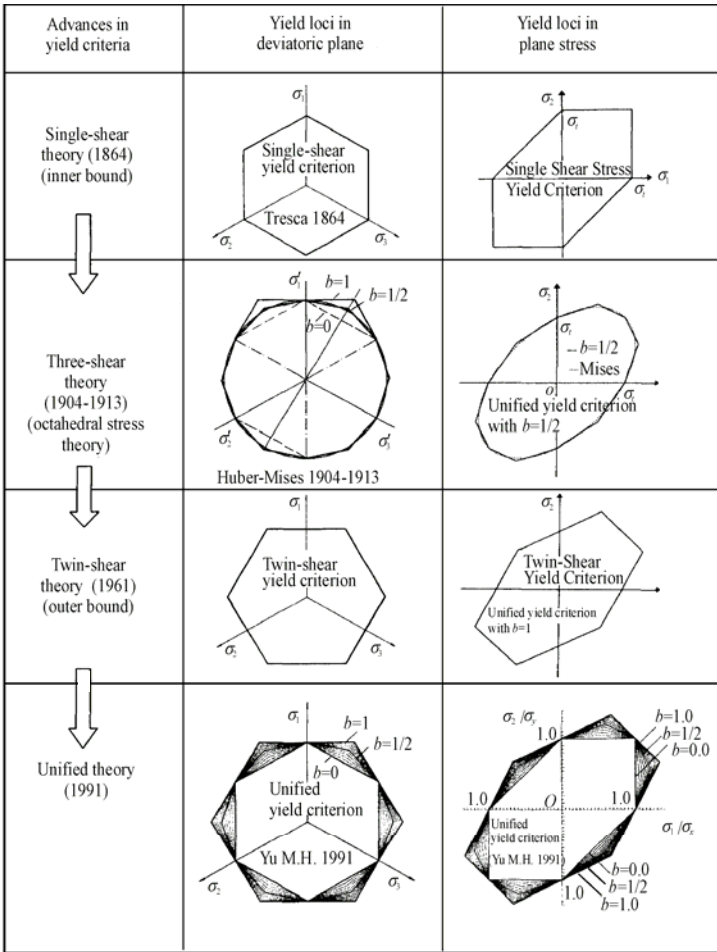 Advances in
yield criteria
Yield loci in
deviatoric plane
Yield loci in
plane stress
Single-shear
theory (1864)
(inner bound)
σ1
Single-shear
yield criterion
Tresca 1864
σ2
σ3
σ2
σt
Single Shear Stress
σ1
Yield Criterion
σt
Three-shear
theory
(1904-1913)
(octahedral stress
theory)
σ′1
b=1
b=1/2
b=0
σ′2
σ′3
Huber-Mises 1904-1913
σ2
σt
b=1/2
Mises
o
σt
Unified yield criterion
with b=1/2
Twin-shear
theory (1961)
(outer bound)
σ1
Twin-shear
yield criterion
σ2
σ3
σ2
Twin-Shear
Yield Criterion
Unified yield criterion
with b=1
Unified theory
(1991)
σ1
b=1
b=1/2
b=0
Unified
yield criterion
Yu M.H. 1991
σ2
σ3
σ2/σy
1.0
b=1.0
b=1/2
b=0.0
1.0
O
1.0
σ1/σx
Unified
yield criterion
Yu M.H. 1991)
b=0.0
b=1/2
1.0
b=1.0